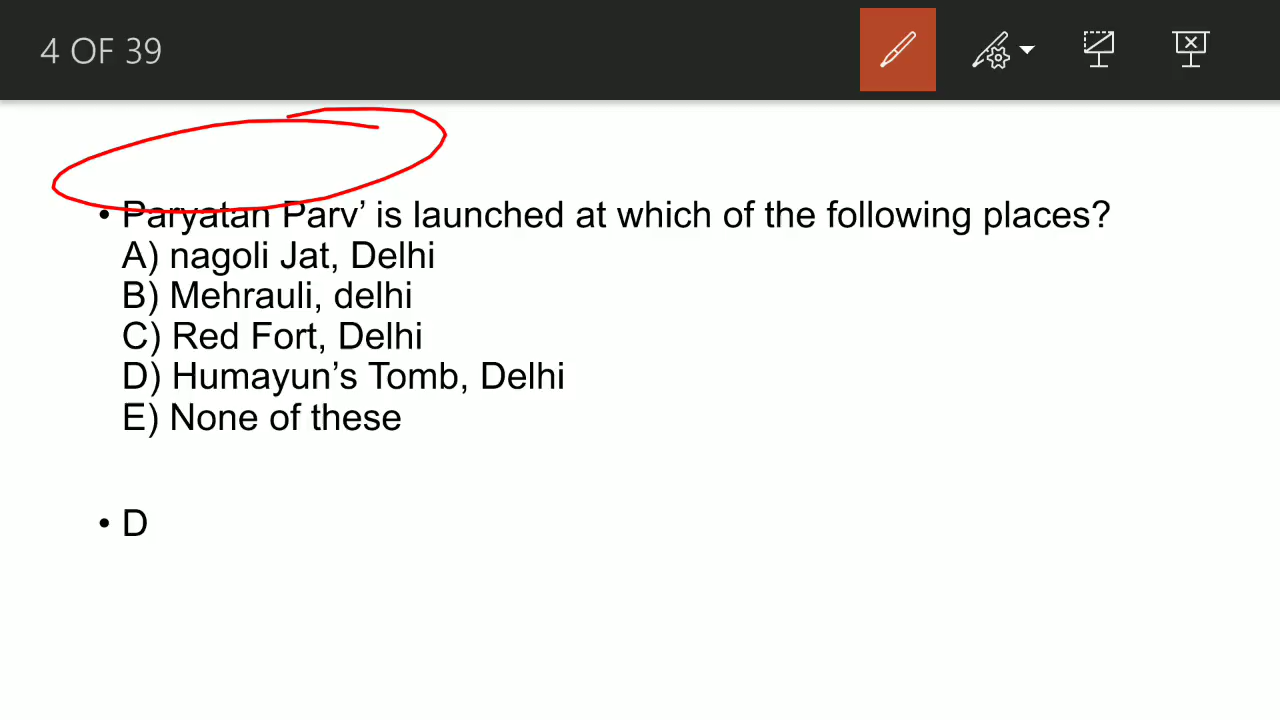 4 OF 39
• Paryatan Parv’ is launched at which of the following places?
A) nagoli Jat, Delhi
B) Mehrauli, delhi
C) Red Fort, Delhi
D) Humayun’s Tomb, Delhi
E) None of these
• D